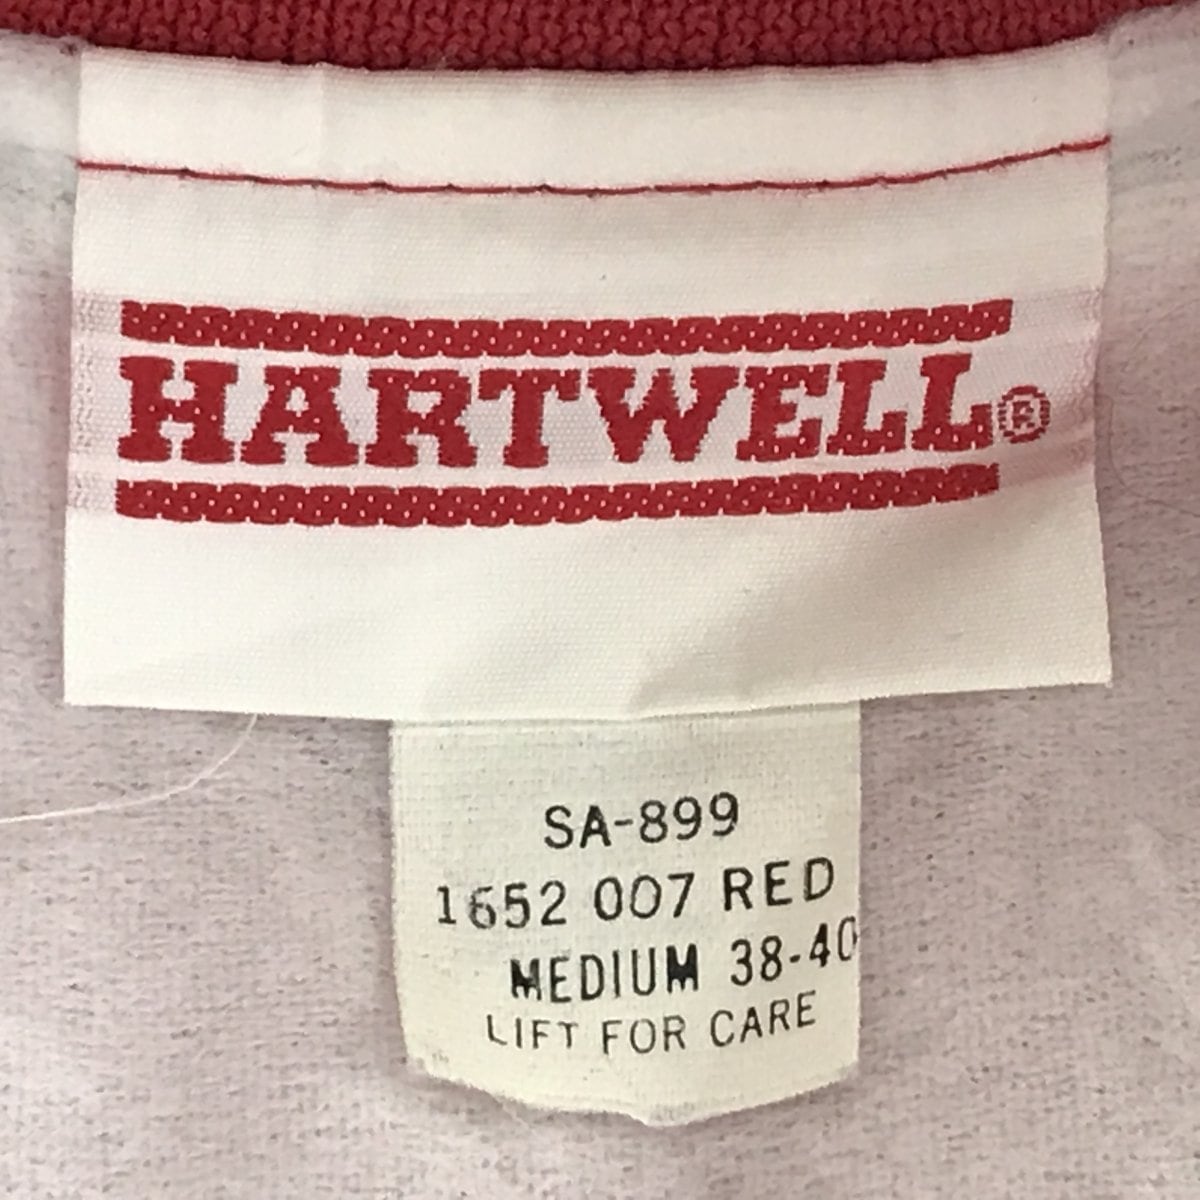 HARTWELL®
SA-899
1652 007 RED
MEDIUM 38-40
LIFT FOR CARE